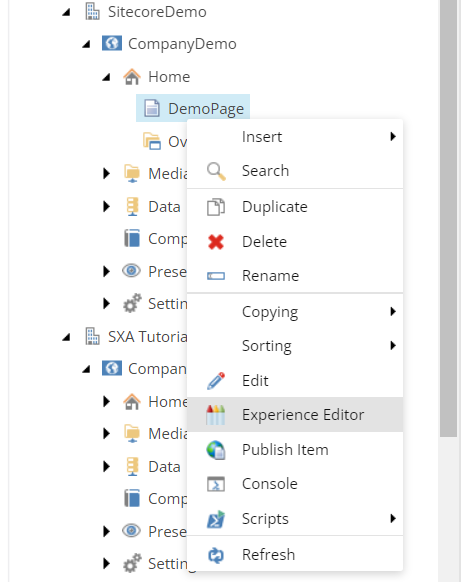 SitecoreDemo
CompanyDemo
Home
DemoPage
Ov
Media
Data
Comp
Prese
Settin
SXA Tutoria
Compan
Home
Media
Data
Comp
Prese
Setting
Insert
Search
Duplicate
Delete
Rename
Copying
Sorting
Edit
Experience Editor
Publish Item
Console
Scripts
Refresh